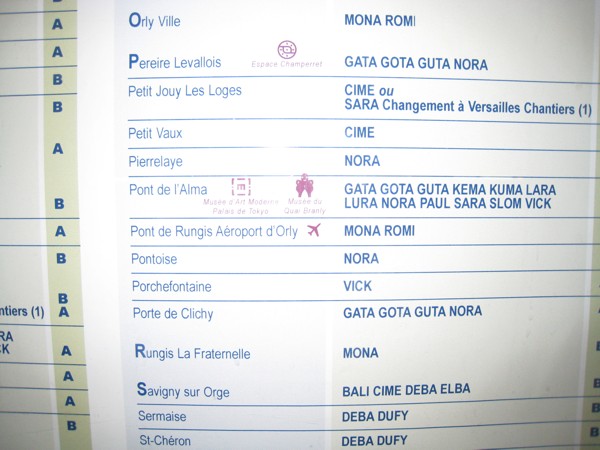 A
A
B
B
A
B
A
B
B
ntiers (1) A
RA
CK A
A
A
B
Orly Ville MONA ROMI
Pereire Levallois Espace Champerret GATA GOTA GUTA NORA
Petit Jouy Les Loges CIME ou
SARA Changement à Versailles Chantiers (1)
Petit Vaux CIME
Pierrelaye NORA
Pont de l'Alma GATA GOTA GUTA KEMA KUMA LARA
Musée d'Art Moderne Musée du LURA NORA PAUL SARA SLOM VICK
Palais de Tokyo Quai Branly
Pont de Rungis Aéroport d'Orly MONA ROMI
Pontoise NORA
Porchefontaine VICK
Porte de Clichy GATA GOTA GUTA NORA
R
Rungis La Fraternelle MONA
Savigny sur Orge BALI CIME DEBA ELBA
Sermaise DEBA DUFY
St-Chéron DEBA DUFY